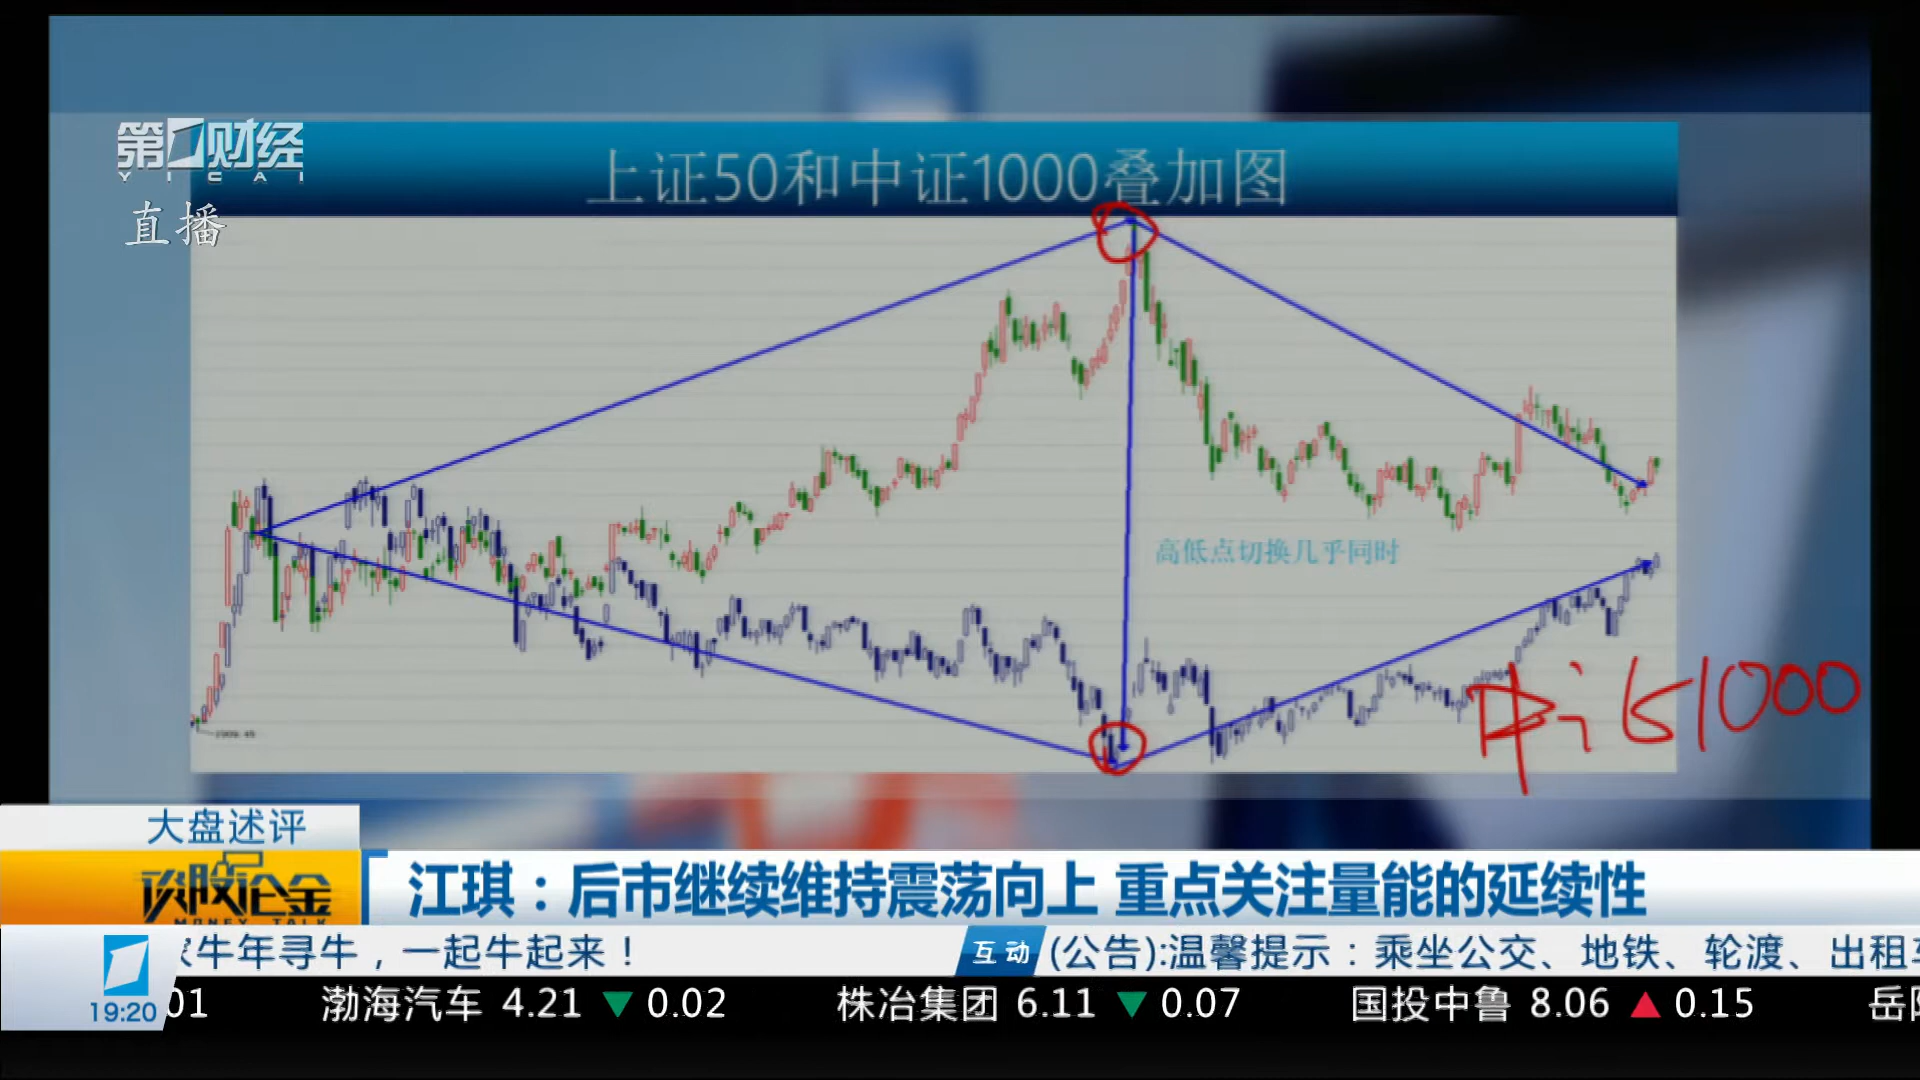 第一财经
YICAI
直播
上证50和中证1000叠加图
高低点切换几乎同时
中证1000
大盘述评
谈股论金
MONEY TALK
江琪：后市继续维持震荡向上 重点关注量能的延续性
牛年寻牛，一起牛起来！ 互动 (公告):温馨提示：乘坐公交、地铁、轮渡、出租
19:20
01 渤海汽车 4.21 ▼ 0.02 株冶集团 6.11 ▼ 0.07 国投中鲁 8.06 ▲ 0.15 岳